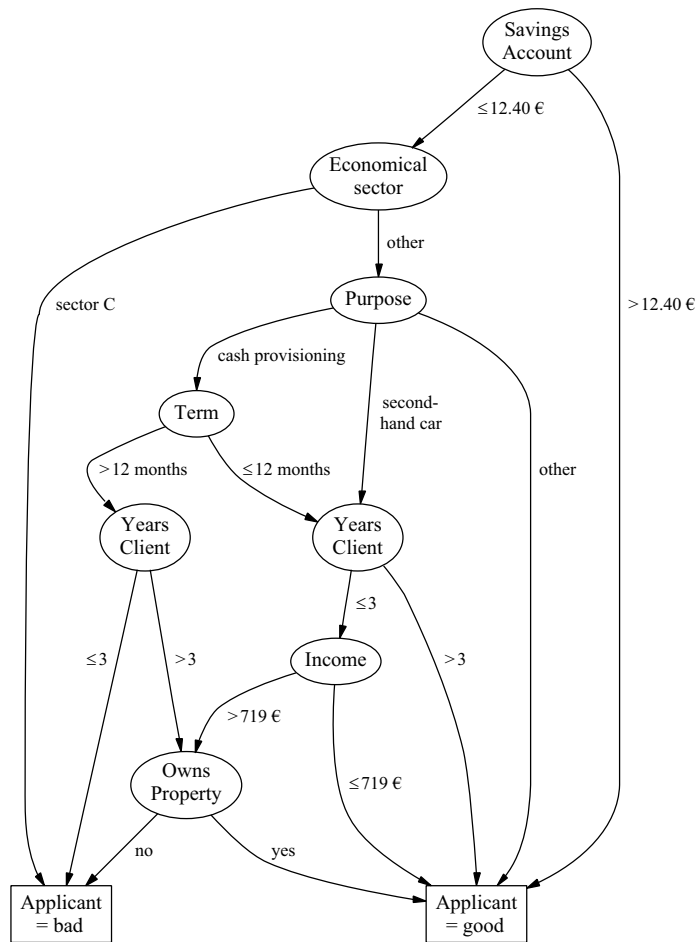 Savings
Account
≤12.40 €
Economical
sector
other
Purpose
sector C
>12.40 €
cash provisioning
second-
hand car
Term
>12 months
≤12 months
other
Years
Client
Years
Client
≤3
≤3
>3
Income
>3
>719 €
≤719 €
Owns
Property
no
yes
Applicant
= bad
Applicant
= good